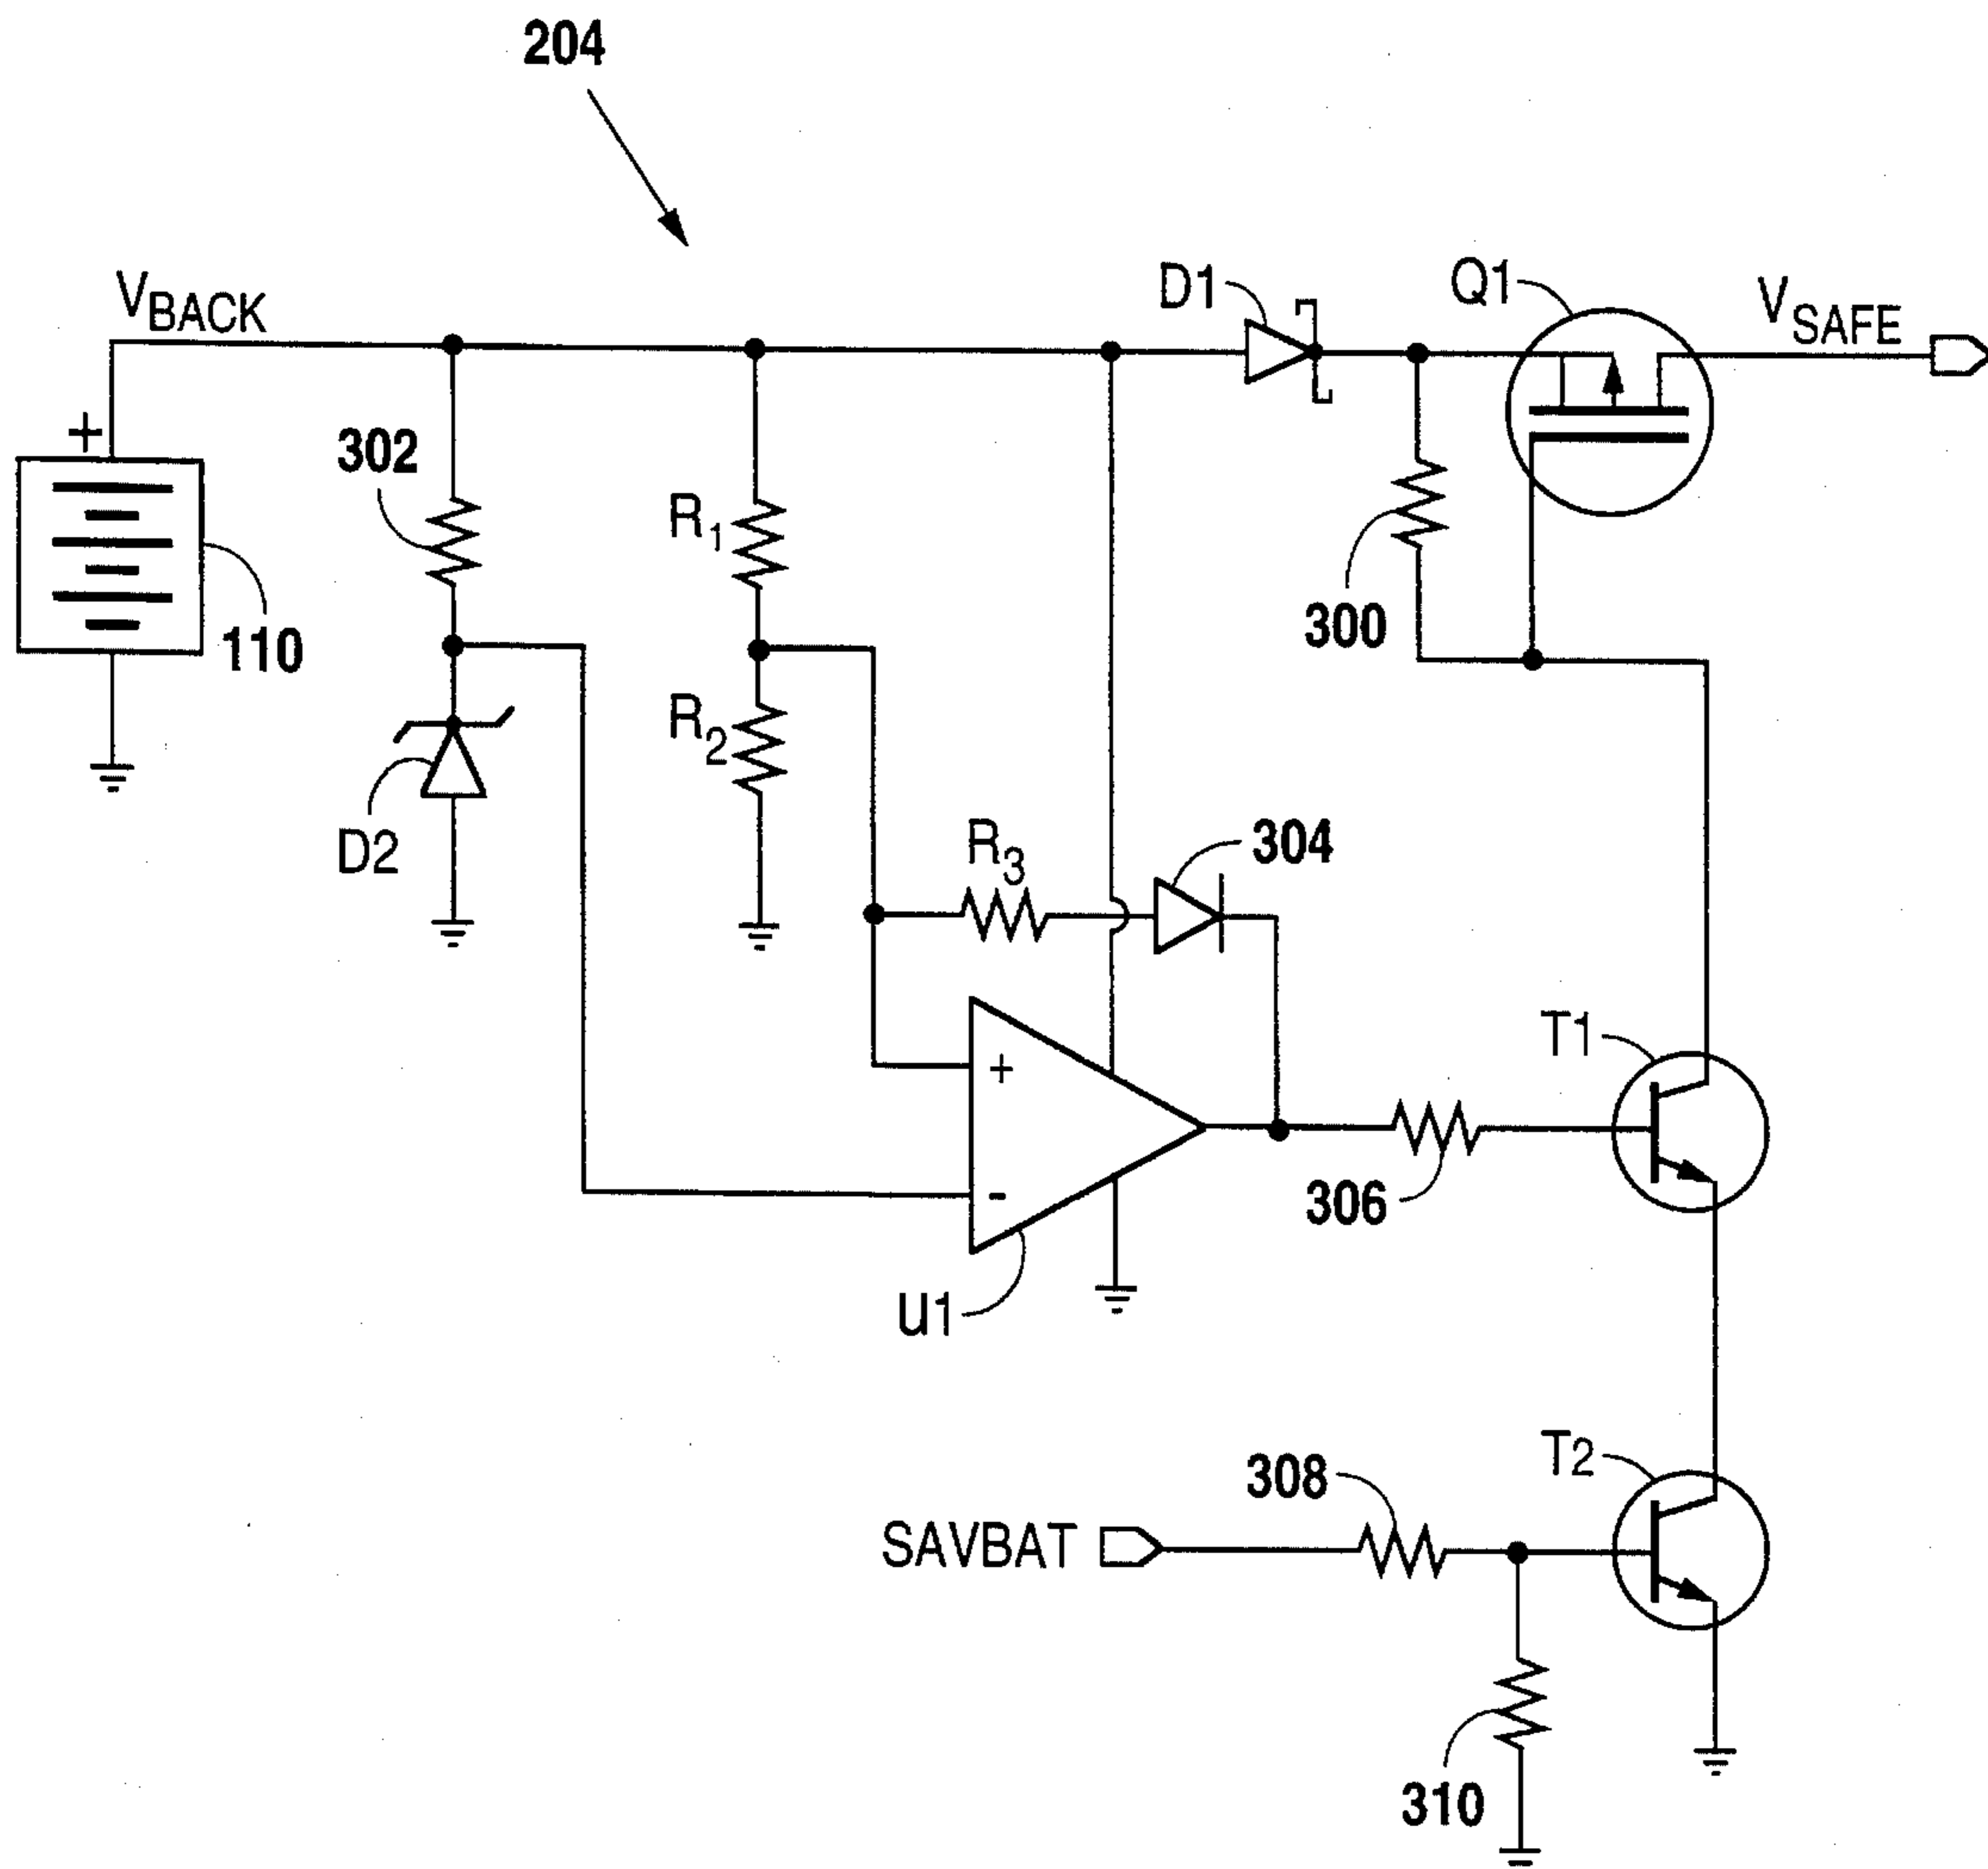 204
VBACK
D1
Q1
VSAFE
+
302
R1
300
110
R2
D2
R3
304
+
T1
-
306
u1
T2
308
SAVBAT
310